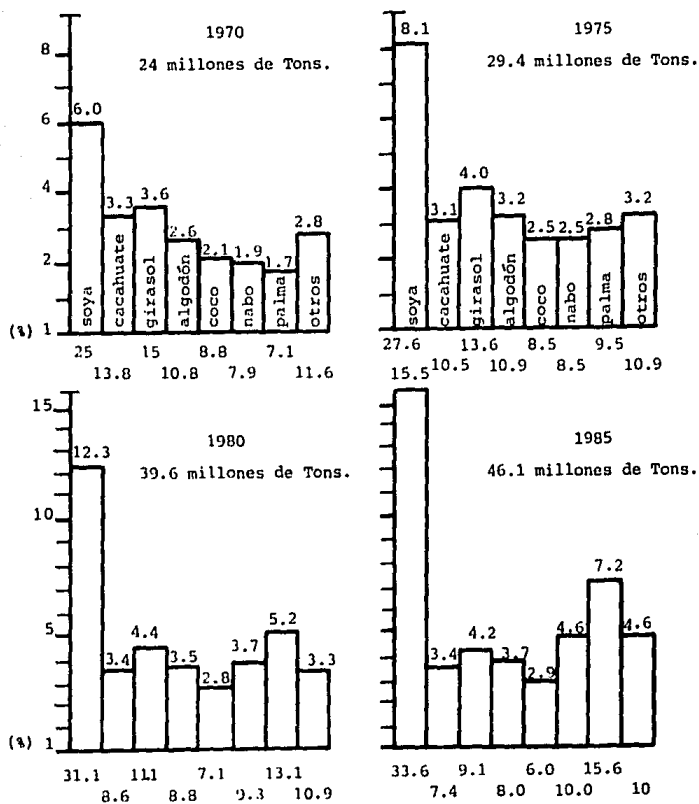 1970
24 millones de Tons.
8
6
4
2
(%) 1
6.0
3.3
3.6
2.6
2.1
1.9
1.7
2.8
soya
cacahuate
girasol
algodón
coco
nabo
palma
otros
25 15 8.8 7.1
13.8 10.8 7.9 11.6
1975
29.4 millones de Tons.
8.1
3.1
4.0
3.2
2.5
2.5
2.8
3.2
soya
cacahuate
girasol
algodón
coco
nabo
palma
otros
27.6 13.6 8.5 9.5
10.5 10.9 8.5 10.9
1980
39.6 millones de Tons.
15
10
5
(%) 1
12.3
3.4
4.4
3.5
2.8
3.7
5.2
3.3
31.1 11.1 7.1 13.1
8.6 8.8 9.3 10.9
1985
46.1 millones de Tons.
15.5
3.4
4.2
3.7
2.9
4.6
7.2
4.6
33.6 9.1 6.0 15.6
7.4 8.0 10.0 10